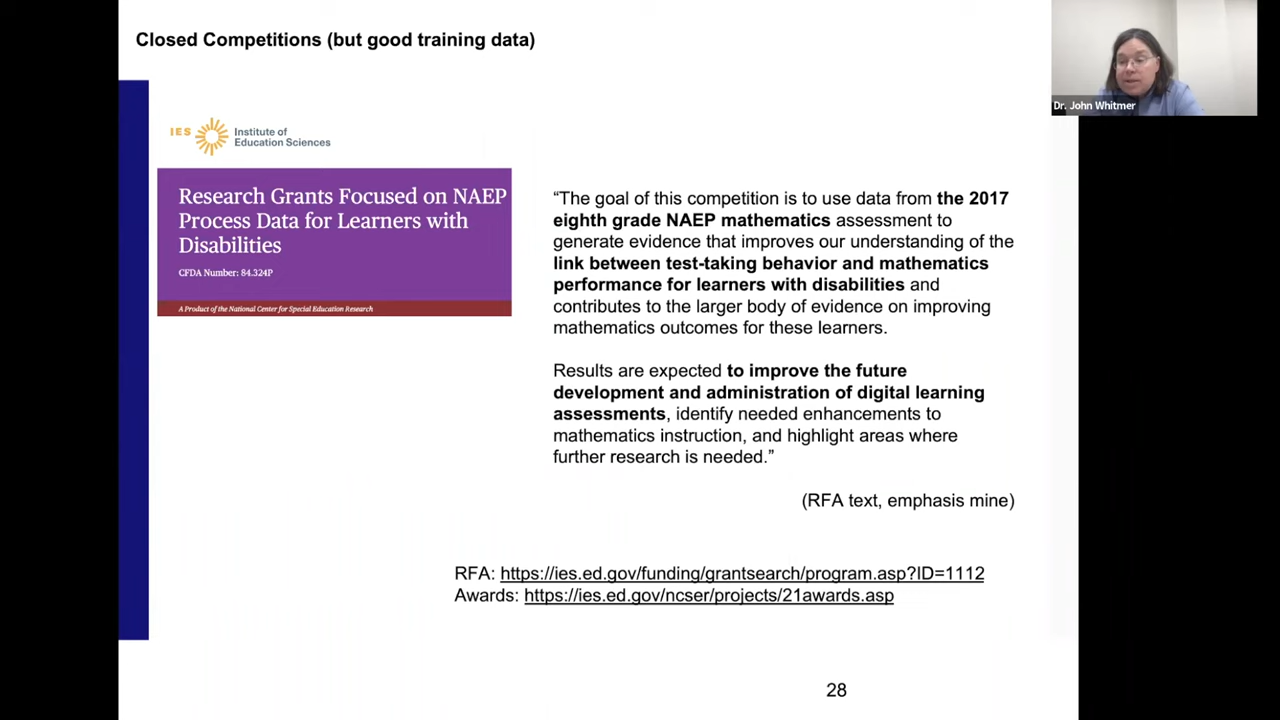 Closed Competitions (but good training data)
Dr. John Whitmer
IES
Institute of
Education Sciences
Research Grants Focused on NAEP
Process Data for Learners with
Disabilities
CFDA Number: 84.324P
A Product of the National Center for Special Education Research
“The goal of this competition is to use data from the 2017
eighth grade NAEP mathematics assessment to
generate evidence that improves our understanding of the
link between test-taking behavior and mathematics
performance for learners with disabilities and
contributes to the larger body of evidence on improving
mathematics outcomes for these learners.
Results are expected to improve the future
development and administration of digital learning
assessments, identify needed enhancements to
mathematics instruction, and highlight areas where
further research is needed.”
(RFA text, emphasis mine)
RFA: https://ies.ed.gov/funding/grantsearch/program.asp?ID=1112
Awards: https://ies.ed.gov/ncser/projects/21awards.asp
28